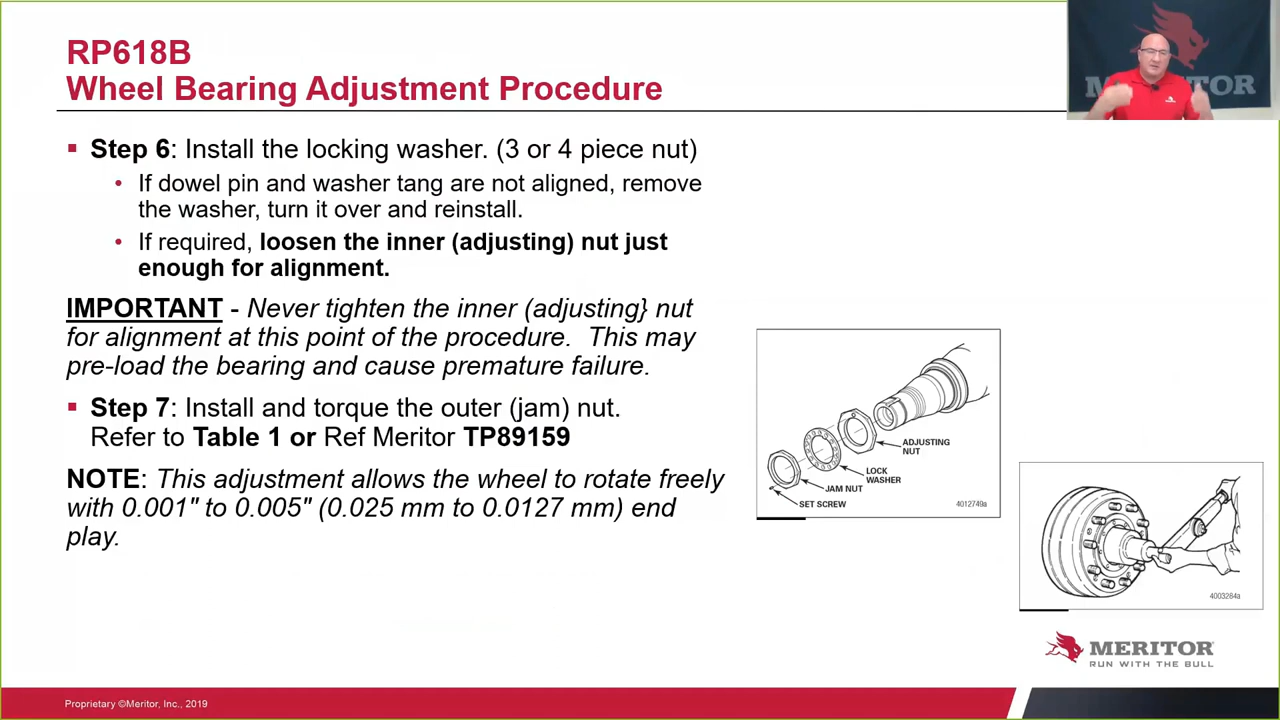 RP618B
Wheel Bearing Adjustment Procedure
MERITOR
▪ Step 6: Install the locking washer. (3 or 4 piece nut)
• If dowel pin and washer tang are not aligned, remove
the washer, turn it over and reinstall.
• If required, loosen the inner (adjusting) nut just
enough for alignment.
IMPORTANT - Never tighten the inner (adjusting} nut
for alignment at this point of the procedure.  This may
pre-load the bearing and cause premature failure.
▪ Step 7: Install and torque the outer (jam) nut.
Refer to Table 1 or Ref Meritor TP89159
NOTE: This adjustment allows the wheel to rotate freely
with 0.001" to 0.005" (0.025 mm to 0.0127 mm) end
play.
ADJUSTING
NUT
LOCK
WASHER
JAM NUT
SET SCREW
4012749a
4003284a
MERITOR
RUN WITH THE BULL
Proprietary ©Meritor, Inc., 2019